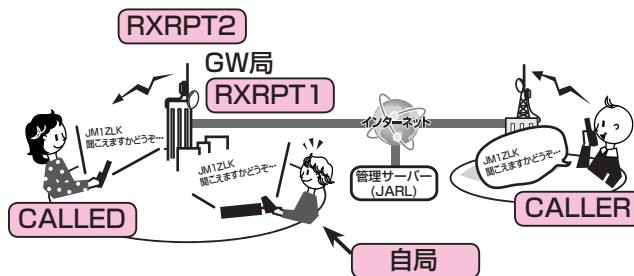 RXRPT2
GW局
RXRPT1
インターネット
JM1ZLK
聞こえますかどうぞ…
JM1ZLK
聞こえますかどうぞ…
管理サーバー
(JARL)
JM1ZLK
聞こえますかどうぞ…
CALLED
CALLER
自局